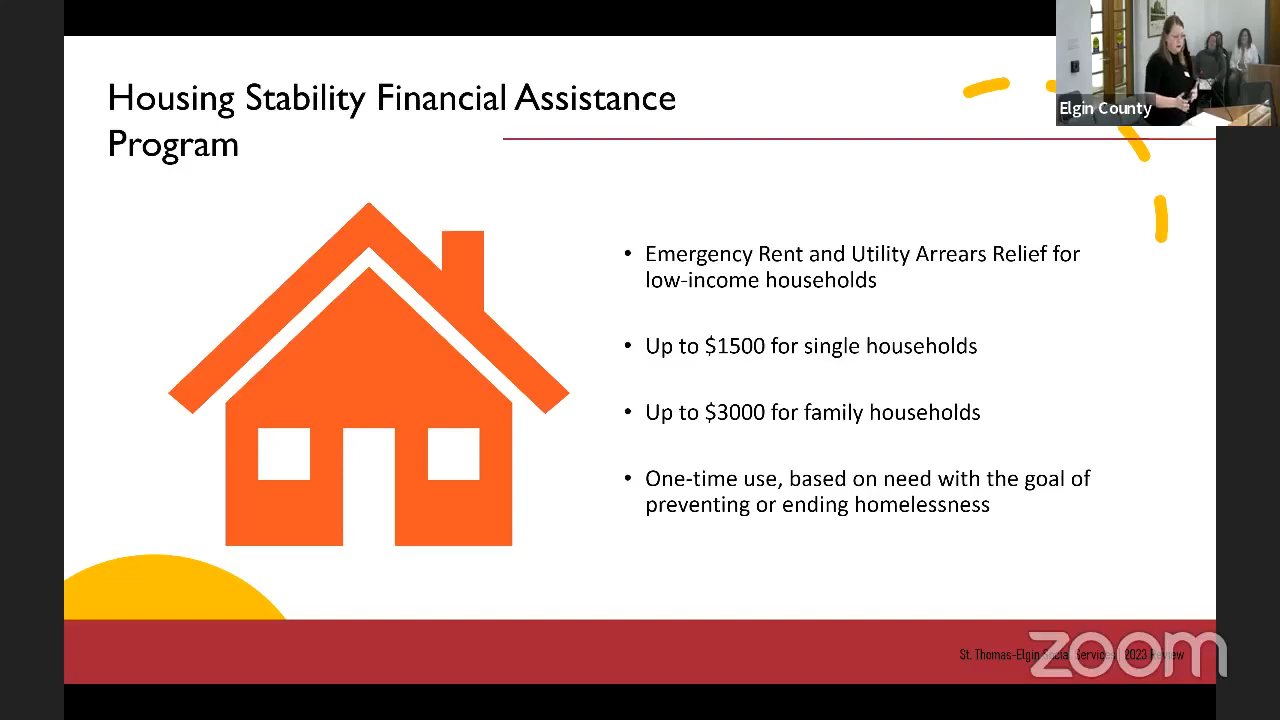 Housing Stability Financial Assistance
Program
Elgin County
• Emergency Rent and Utility Arrears Relief for
low-income households
• Up to $1500 for single households
• Up to $3000 for family households
• One-time use, based on need with the goal of
preventing or ending homelessness
St. Thomas-Elgin Social Services | 2023 Review
zoom